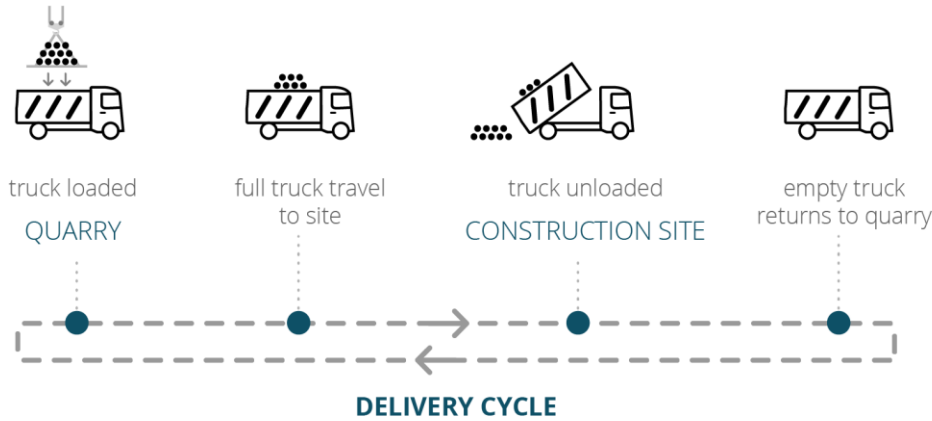 truck loaded
QUARRY
full truck travel
to site
truck unloaded
CONSTRUCTION SITE
empty truck
returns to quarry
DELIVERY CYCLE